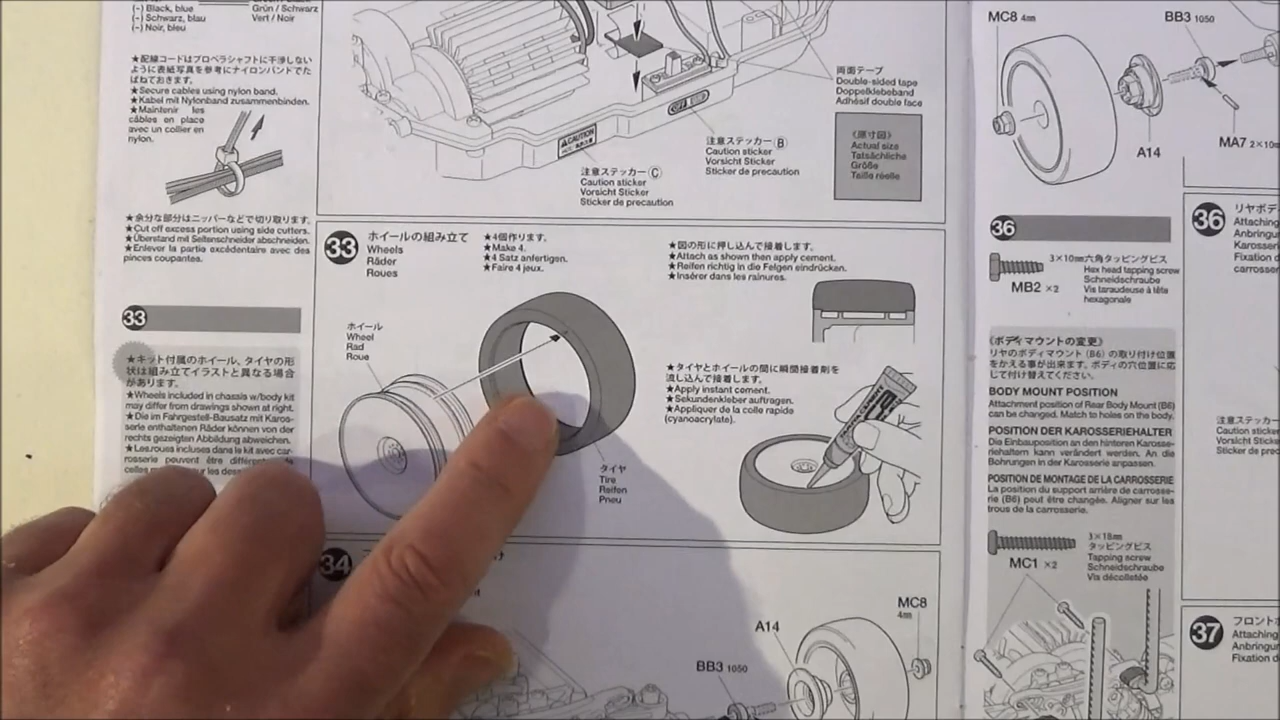 (-) Black, blue
(-) Schwarz, blau
(-) Noir, bleu
Grün / Schwarz
Vert / Noir
★配線コードはプロペラシャフトに干渉しない
ように表紙写真を参考にナイロンバンドでた
ばねておきます。
★Secure cables using nylon band.
★Kabel mit Nylonband zusammenbinden.
★Maintenir les
câbles en place
avec un collier en
nylon.
★余分な部分はニッパーなどで切り取ります。
★Cut off excess portion using side cutters.
★Überstand mit Seitenschneider abschneiden.
★Enlever la partie excédentaire avec des
pinces coupantes.
33
★キット付属のホイール、タイヤの形
状は組み立てイラストと異なる場合
があります。
★Wheels included in chassis w/body kit
may differ from drawings shown at right.
★Die im Fahrgestell-Bausatz mit Karos-
serie enthaltenen Räder können von der
rechts gezeigten Abbildung abweichen.
★Les roues incluses dans le kit avec car-
rosserie peuvent être
celles
両面テープ
Double-sided tape
Doppelklebeband
Adhésif double face
OFF
CAUTION
注意ステッカーⒷ
Caution sticker
Vorsicht Sticker
Sticker de precaution
注意ステッカーⒸ
Caution sticker
Vorsicht Sticker
Sticker de precaution
《原寸図》
Actual size
Tatsächliche
Größe
Taille réelle
33
ホイールの組み立て
Wheels
Räder
Roues
★4個作ります。
★Make 4.
★4 Satz anfertigen.
★Faire 4 jeux.
★図の形に押し込んで接着します。
★Attach as shown then apply cement.
★Reifen richtig in die Felgen eindrücken.
★Insérer dans les rainures.
ホイール
Wheel
Rad
Roue
タイヤ
Tire
Reifen
Pneu
★タイヤとホイールの間に瞬間接着剤を
流し込んで接着します。
★Apply instant cement.
★Sekundenkleber auftragen.
★Appliquer de la colle rapide
(cyanoacrylate).
34
A14
BB3 1050
MC8
4㎜
MC8 4㎜
BB3 1050
A14
MA7
36
3×10㎜六角タッピングビス
Hex head tapping screw
Schneidschraube
Vis taraudeuse à tête
hexagonale
MB2 ×2
《ボディマウントの変更》
リヤのボディマウント (B6) の取り付け位置
をかえる事が出来ます。ボディの穴位置に応
じて付け替えてください。
BODY MOUNT POSITION
Attachment position of Rear Body Mount (B6)
can be changed. Match to holes on the body.
POSITION DER KAROSSERIEHALTER
Die Einbauposition an den hinteren Karosse-
riehaltern kann verändert werden. An die
Bohrungen in der Karosserie anpassen.
POSITION DE MONTAGE DE LA CARROSSERIE
La position du support arrière de carrosse-
rie (B6) peut être changée. Aligner sur les
trous de la carrosserie.
3×18㎜
タッピングビス
Tapping screw
Schneidschraube
Vis décolletée
MC1 ×2
36
リヤボデ
Attaching
Anbringu
Karosser
Fixation d
carrosser
注意ステッカー
Caution sticke
Vorsicht Sticke
Sticker de prec
37
フロント
Attaching
Anbringun
Fixation d